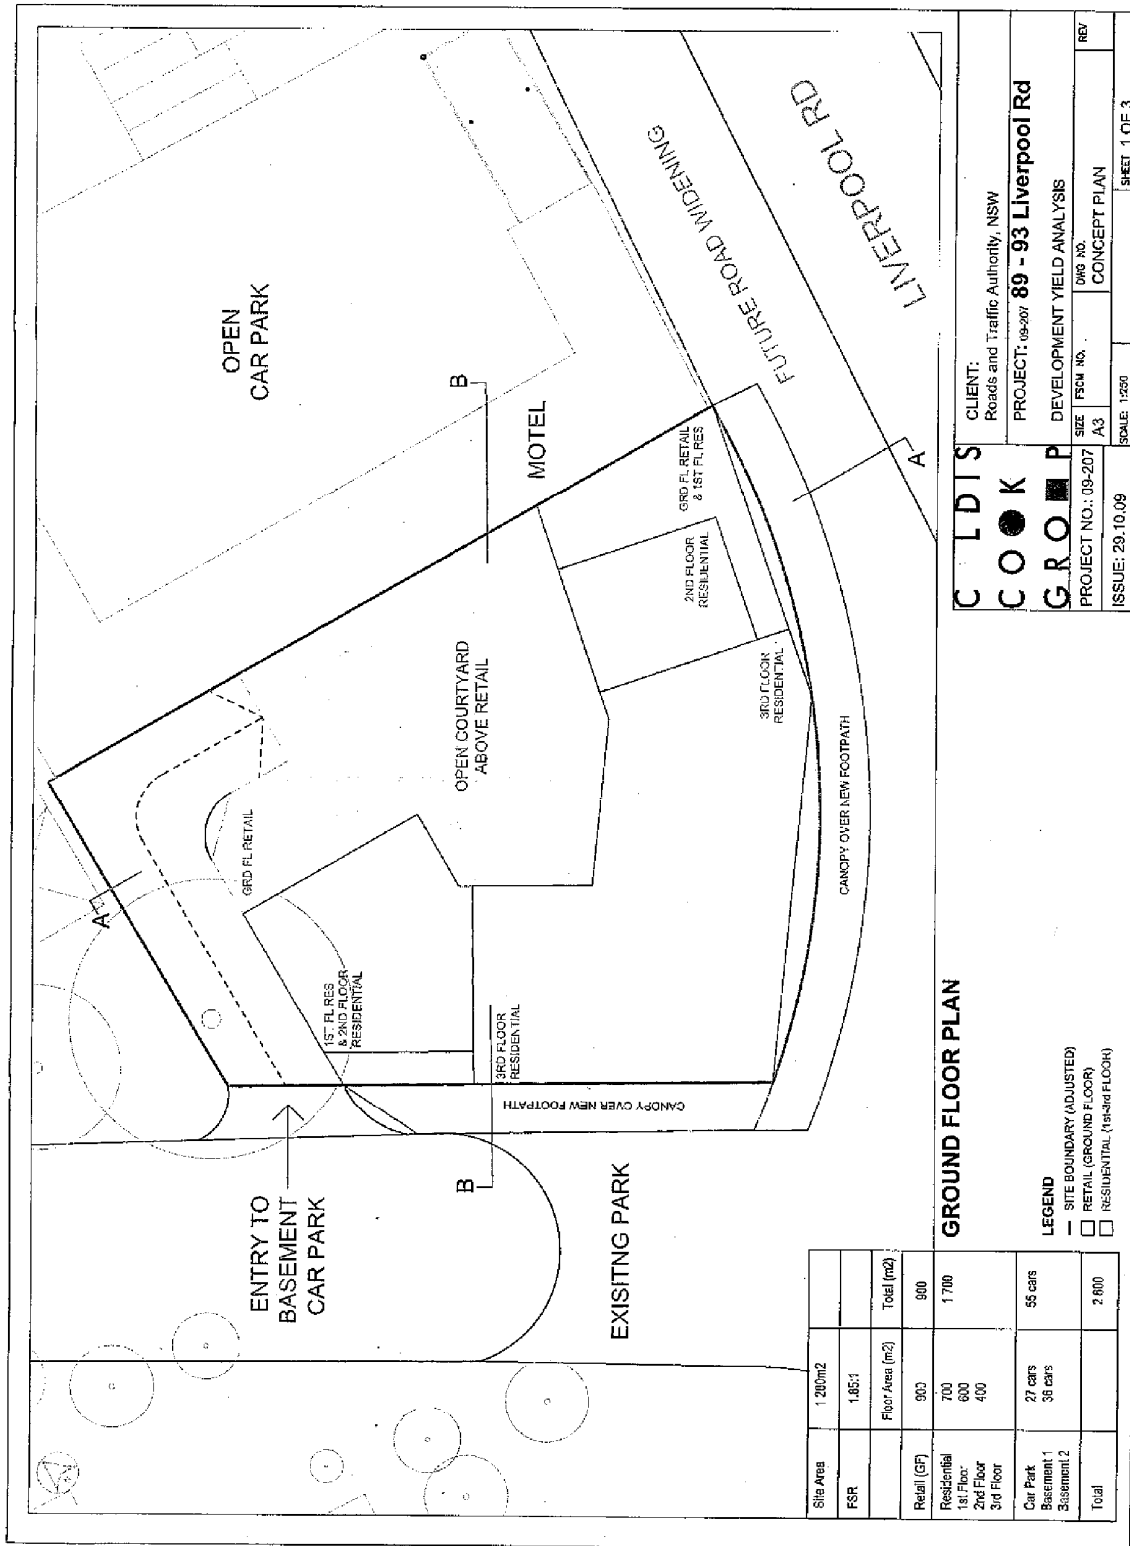 OPEN
CAR PARK
MOTEL
B
FUTURE ROAD WIDENING
LIVERPOOL RD
A
GRD FL RETAIL
& 1ST FL RES
2ND FLOOR
RESIDENTIAL
3RD FLOOR
RESIDENTIAL
OPEN COURTYARD
ABOVE RETAIL
GRD FL RETAIL
A
1ST FL RES
& 2ND FLOOR
RESIDENTIAL
3RD FLOOR
RESIDENTIAL
CANOPY OVER NEW FOOTPATH
CANOPY OVER NEW FOOTPATH
B
ENTRY TO
BASEMENT
CAR PARK
EXISITNG PARK
GROUND FLOOR PLAN
LEGEND
SITE BOUNDARY (ADJUSTED)
RETAIL (GROUND FLOOR)
RESIDENTIAL (1st-3rd FLOOR)
Site Area 1 280m2
FSR 1.85:1
Floor Area (m2) Total (m2)
Retail (GF) 900 900
Residential 1 700
1st Floor 700
2nd Floor 600
3rd Floor 400
Car Park 55 cars
Basement 1 27 cars
Basement 2 36 cars
Total 2 600
C LDIS
COOK
GRO P
CLIENT:
Roads and Traffic Authority, NSW
PROJECT: 09-207 89 - 93 Liverpool Rd
DEVELOPMENT YIELD ANALYSIS
PROJECT NO.: 09-207
ISSUE: 29.10.09
SIZE
A3
FSCM NO.
DWG NO.
CONCEPT PLAN
REV
SCALE: 1:250
SHEET 1 OF 3